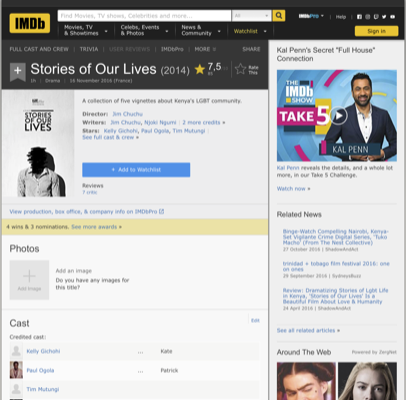 IMDb
Find Movies, TV shows, Celebrities and more...
All
IMDbPro
Help
Movies, TV
& Showtimes
Celebs, Events
& Photos
News &
Community
Watchlist
Sign in
FULL CAST AND CREW | TRIVIA | USER REVIEWS | IMDbPro | MORE
SHARE
Stories of Our Lives (2014)
7,5
Rate
This
1h | Drama | 16 November 2016 (France)
STORIES
OF OUR
LIVES
A collection of five vignettes about Kenya's LGBT community.
Director: Jim Chuchu
Writers: Jim Chuchu, Njoki Ngumi | 2 more credits »
Stars: Kelly Gichohi, Paul Ogola, Tim Mutungi |
See full cast & crew »
+ Add to Watchlist
Reviews
7 critic
View production, box office, & company info on IMDbPro
4 wins & 3 nominations. See more awards »
Photos
Add Image
Add an image
Do you have any images for
this title?
Cast
Edit
Credited cast:
Kelly Gichohi ... Kate
Paul Ogola ... Patrick
Tim Mutungi
Kal Penn's Secret "Full House"
Connection
THE
IMDb
SHOW
TAKE 5
KAL PENN
Kal Penn reveals the details, and a whole lot
more, in our Take 5 Challenge.
Watch now »
Related News
Binge-Watch Compelling Nairobi, Kenya-
Set Vigilante Crime Digital Series, 'Tuko
Macho' (From The Nest Collective)
27 October 2016 | ShadowAndAct
trinidad + tobago film festival 2016: one
on ones
29 September 2016 | SydneysBuzz
Review: Dramatizing Stories of Lgbt Life
in Kenya, 'Stories of Our Lives' Is a
Beautiful Film About Love & Humanity
24 April 2016 | ShadowAndAct
See all related articles »
Around The Web
Powered by ZergNet